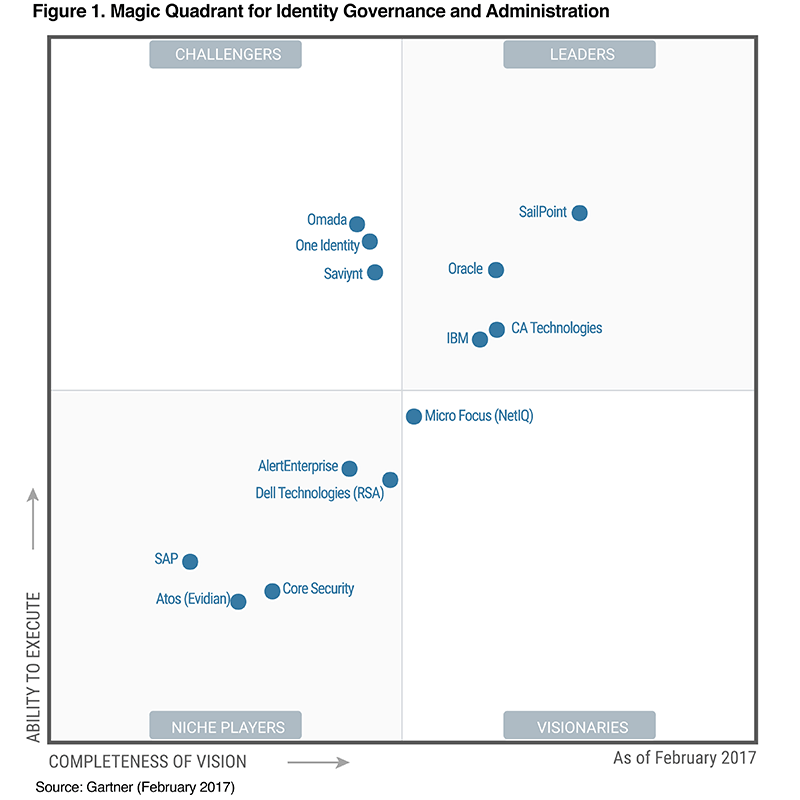 Figure 1. Magic Quadrant for Identity Governance and Administration
CHALLENGERS
LEADERS
Omada
One Identity
Saviynt
SailPoint
Oracle
CA Technologies
IBM
Micro Focus (NetIQ)
AlertEnterprise
Dell Technologies (RSA)
SAP
Core Security
Atos (Evidian)
NICHE PLAYERS
VISIONARIES
ABILITY TO EXECUTE
COMPLETENESS OF VISION
As of February 2017
Source: Gartner (February 2017)